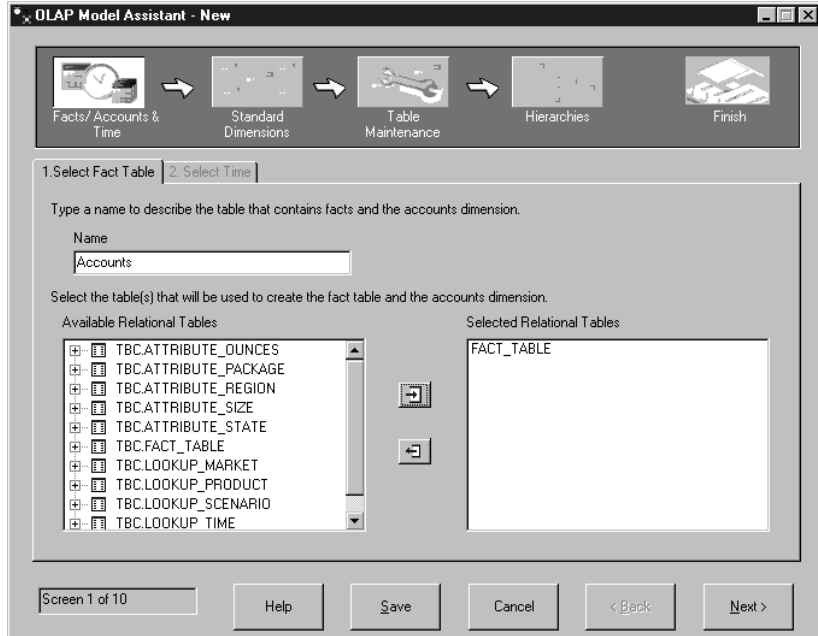 OLAP Model Assistant - New
Facts/ Accounts &
Time
Standard
Dimensions
Table
Maintenance
Hierarchies
Finish
1.Select Fact Table
2. Select Time
Type a name to describe the table that contains facts and the accounts dimension.
Name
Accounts
Select the table(s) that will be used to create the fact table and the accounts dimension.
Available Relational Tables
TBC.ATTRIBUTE_OUNCES
TBC.ATTRIBUTE_PACKAGE
TBC.ATTRIBUTE_REGION
TBC.ATTRIBUTE_SIZE
TBC.ATTRIBUTE_STATE
TBC.FACT_TABLE
TBC.LOOKUP_MARKET
TBC.LOOKUP_PRODUCT
TBC.LOOKUP_SCENARIO
TBC.LOOKUP_TIME
Selected Relational Tables
FACT_TABLE
Screen 1 of 10
Help
Save
Cancel
< Back
Next >